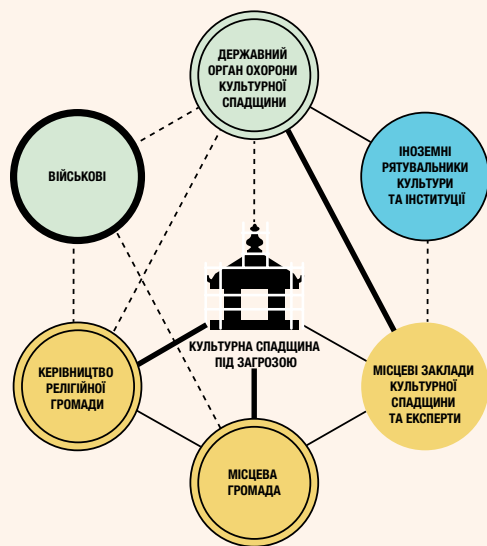 ДЕРЖАВНИЙ
ОРГАН ОХОРОНИ
КУЛЬТУРНОЇ
СПАДЩИНИ
ІНОЗЕМНІ
РЯТУВАЛЬНИКИ
КУЛЬТУРИ
ТА ІНСТИТУЦІЇ
ВІЙСЬКОВІ
КУЛЬТУРНА СПАДЩИНА
ПІД ЗАГРОЗОЮ
КЕРІВНИЦТВО
РЕЛІГІЙНОЇ
ГРОМАДИ
МІСЦЕВІ ЗАКЛАДИ
КУЛЬТУРНОЇ
СПАДЩИНИ
ТА ЕКСПЕРТИ
МІСЦЕВА
ГРОМАДА